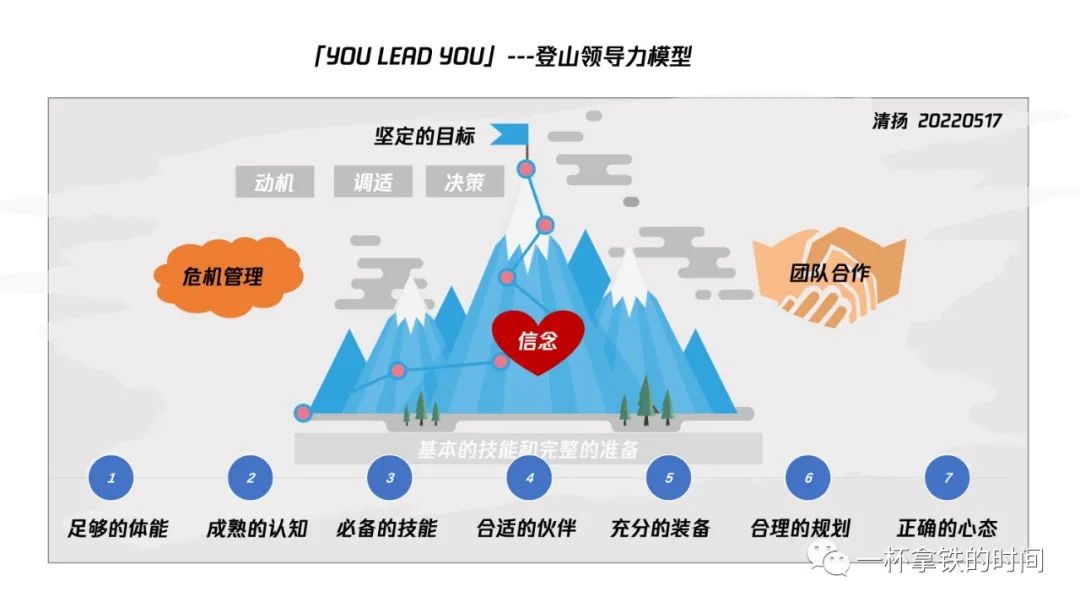 「YOU LEAD YOU」---登山领导力模型
清扬 20220517
坚定的目标
动机 调适 决策
危机管理
团队合作
信念
基本的技能和完整的准备
1 2 3 4 5 6 7
足够的体能 成熟的认知 必备的技能 合适的伙伴 充分的装备 合理的规划 正确的心态
一杯拿铁的时间